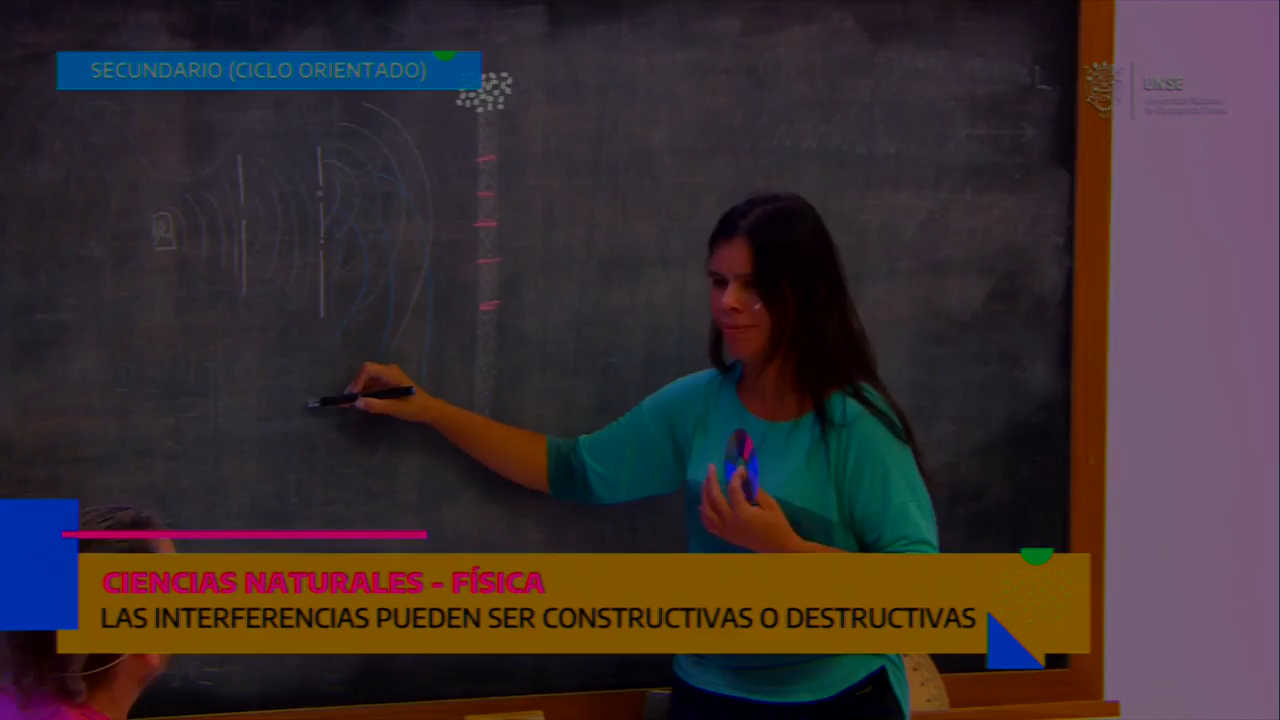 SECUNDARIO (CICLO ORIENTADO)
UNSE
CIENCIAS NATURALES - FÍSICA
LAS INTERFERENCIAS PUEDEN SER CONSTRUCTIVAS O DESTRUCTIVAS